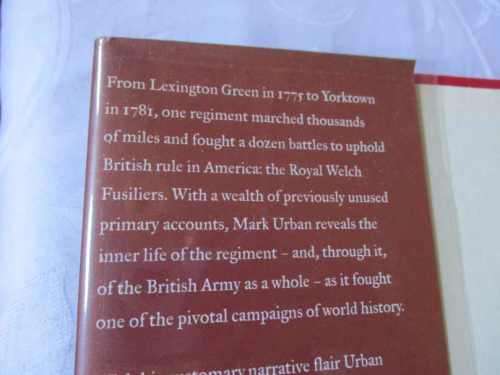 From Lexington Green in 1775 to Yorktown
in 1781, one regiment marched thousands
of miles and fought a dozen battles to uphold
British rule in America: the Royal Welch
Fusiliers. With a wealth of previously unused
primary accounts, Mark Urban reveals the
inner life of the regiment – and, through it,
of the British Army as a whole – as it fought
one of the pivotal campaigns of world history.
customary narrative flair Urban